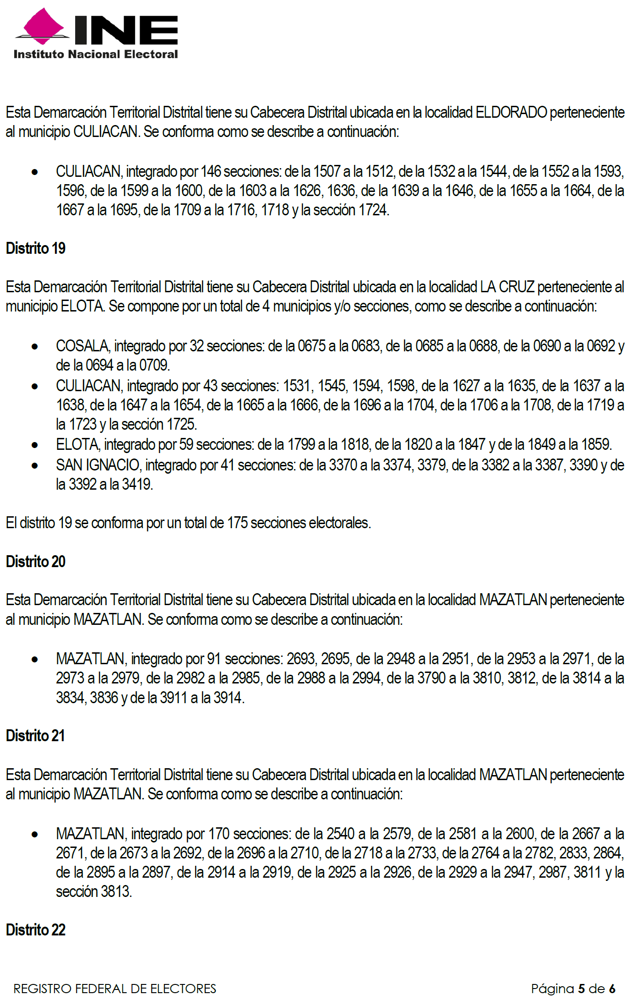 INE
Instituto Nacional Electoral
Esta Demarcación Territorial Distrital tiene su Cabecera Distrital ubicada en la localidad ELDORADO perteneciente
al municipio CULIACAN. Se conforma como se describe a continuación:
• CULIACAN, integrado por 146 secciones: de la 1507 a la 1512, de la 1532 a la 1544, de la 1552 a la 1593,
1596, de la 1599 a la 1600, de la 1603 a la 1626, 1636, de la 1639 a la 1646, de la 1655 a la 1664, de la
1667 a la 1695, de la 1709 a la 1716, 1718 y la sección 1724.
Distrito 19
Esta Demarcación Territorial Distrital tiene su Cabecera Distrital ubicada en la localidad LA CRUZ perteneciente al
municipio ELOTA. Se compone por un total de 4 municipios y/o secciones, como se describe a continuación:
• COSALA, integrado por 32 secciones: de la 0675 a la 0683, de la 0685 a la 0688, de la 0690 a la 0692 y
de la 0694 a la 0709.
• CULIACAN, integrado por 43 secciones: 1531, 1545, 1594, 1598, de la 1627 a la 1635, de la 1637 a la
1638, de la 1647 a la 1654, de la 1665 a la 1666, de la 1696 a la 1704, de la 1706 a la 1708, de la 1719 a
la 1723 y la sección 1725.
• ELOTA, integrado por 59 secciones: de la 1799 a la 1818, de la 1820 a la 1847 y de la 1849 a la 1859.
• SAN IGNACIO, integrado por 41 secciones: de la 3370 a la 3374, 3379, de la 3382 a la 3387, 3390 y de
la 3392 a la 3419.
El distrito 19 se conforma por un total de 175 secciones electorales.
Distrito 20
Esta Demarcación Territorial Distrital tiene su Cabecera Distrital ubicada en la localidad MAZATLAN perteneciente
al municipio MAZATLAN. Se conforma como se describe a continuación:
• MAZATLAN, integrado por 91 secciones: 2693, 2695, de la 2948 a la 2951, de la 2953 a la 2971, de la
2973 a la 2979, de la 2982 a la 2985, de la 2988 a la 2994, de la 3790 a la 3810, 3812, de la 3814 a la
3834, 3836 y de la 3911 a la 3914.
Distrito 21
Esta Demarcación Territorial Distrital tiene su Cabecera Distrital ubicada en la localidad MAZATLAN perteneciente
al municipio MAZATLAN. Se conforma como se describe a continuación:
• MAZATLAN, integrado por 170 secciones: de la 2540 a la 2579, de la 2581 a la 2600, de la 2667 a la
2671, de la 2673 a la 2692, de la 2696 a la 2710, de la 2718 a la 2733, de la 2764 a la 2782, 2833, 2864,
de la 2895 a la 2897, de la 2914 a la 2919, de la 2925 a la 2926, de la 2929 a la 2947, 2987, 3811 y la
sección 3813.
Distrito 22
REGISTRO FEDERAL DE ELECTORES
Página 5 de 6